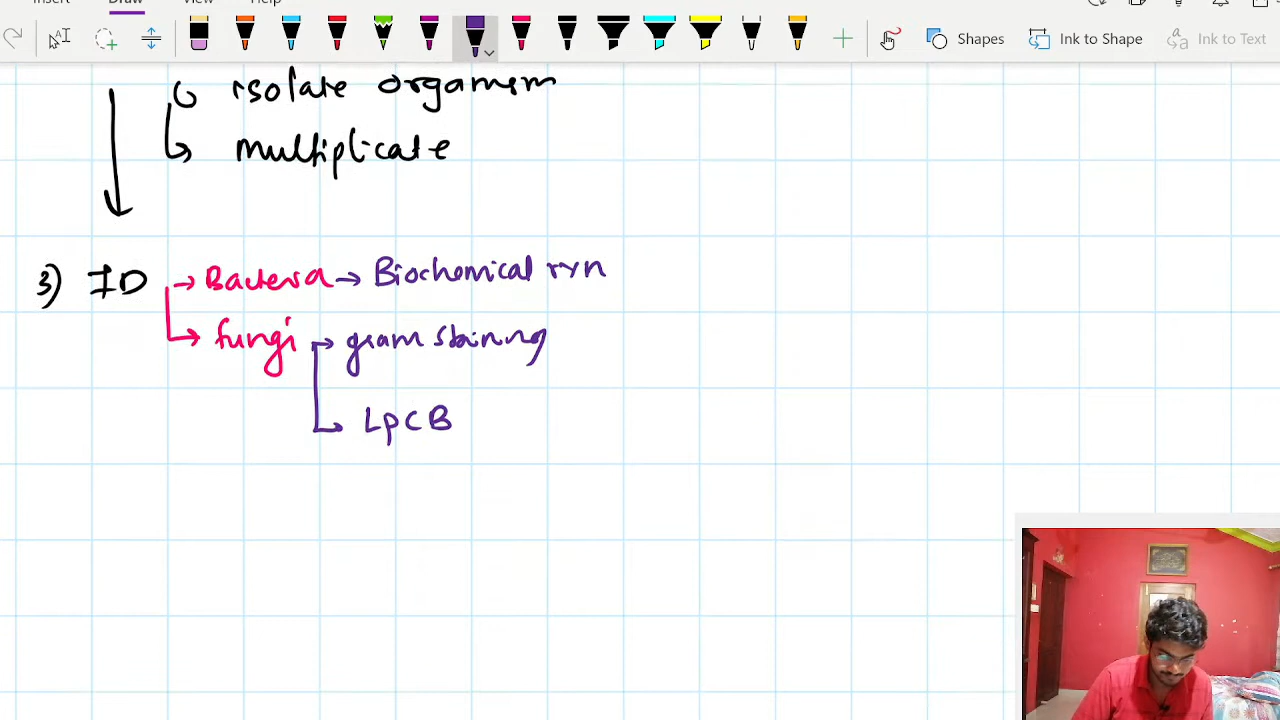 Insert Draw View Help
Shapes Ink to Shape Ink to Text
isolate organism
multiplicate
3) ID → Bacteria → Biochemical rxn
fungi → gram staining
LpCB